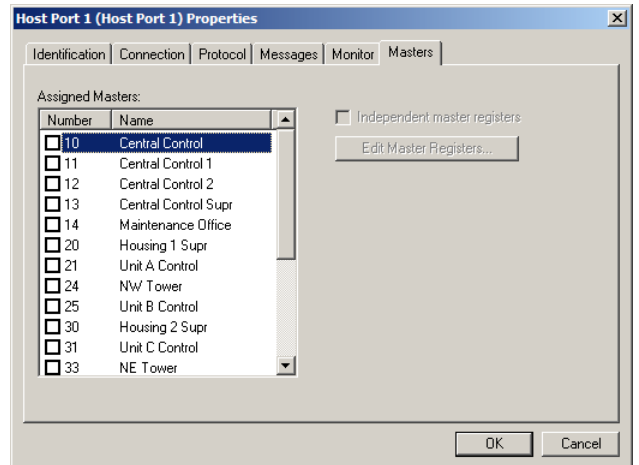 Host Port 1 (Host Port 1) Properties
Identification Connection Protocol Messages Monitor Masters
Assigned Masters:
Number Name
10 Central Control
11 Central Control 1
12 Central Control 2
13 Central Control Supr
14 Maintenance Office
20 Housing 1 Supr
21 Unit A Control
24 NW Tower
25 Unit B Control
30 Housing 2 Supr
31 Unit C Control
33 NE Tower
Independent master registers
Edit Master Registers...
OK Cancel